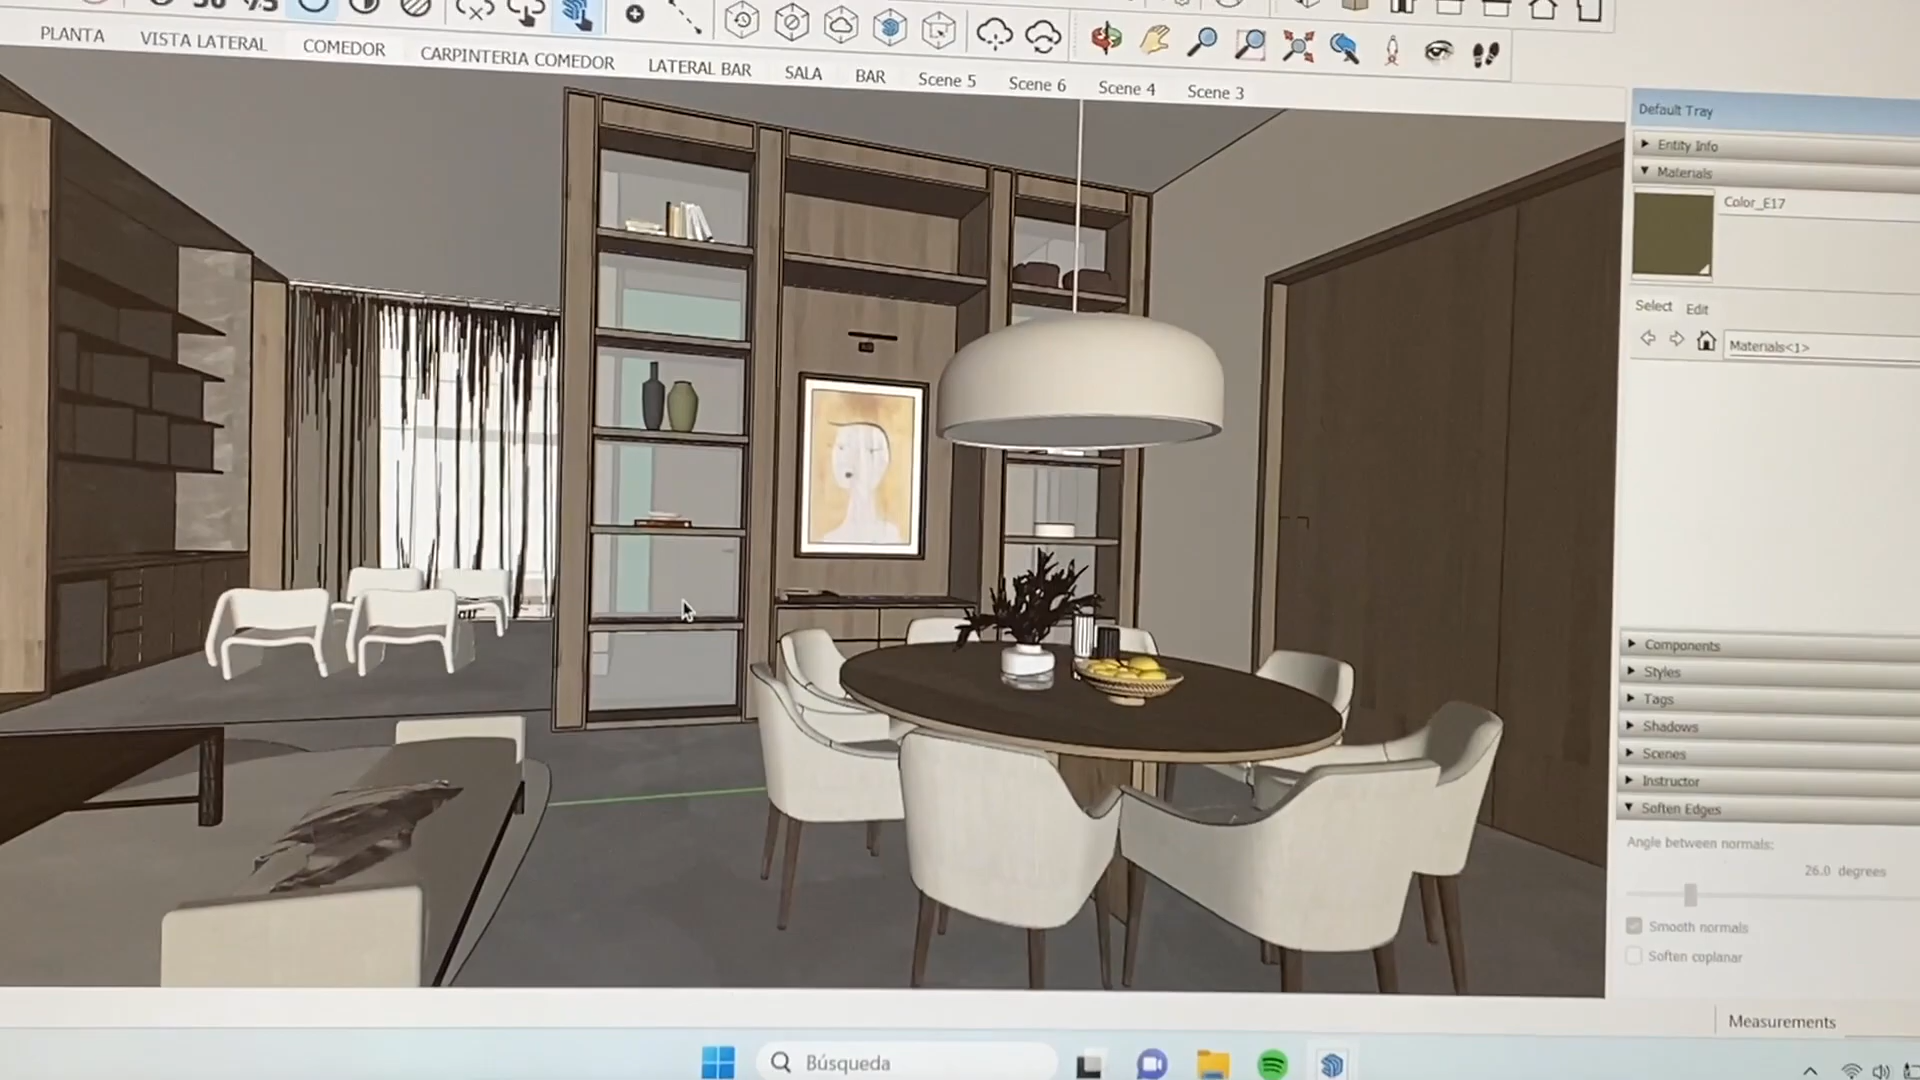 PLANTA
VISTA LATERAL
COMEDOR
CARPINTERIA COMEDOR
LATERAL BAR
SALA
BAR
Scene 5
Scene 6
Scene 4
Scene 3
Default Tray
Entity Info
Materials
Color_E17
Select
Edit
Materials<1>
Components
Styles
Tags
Shadows
Scenes
Instructor
Soften Edges
Angle between normals:
26.0 degrees
Smooth normals
Soften coplanar
Measurements
Búsqueda